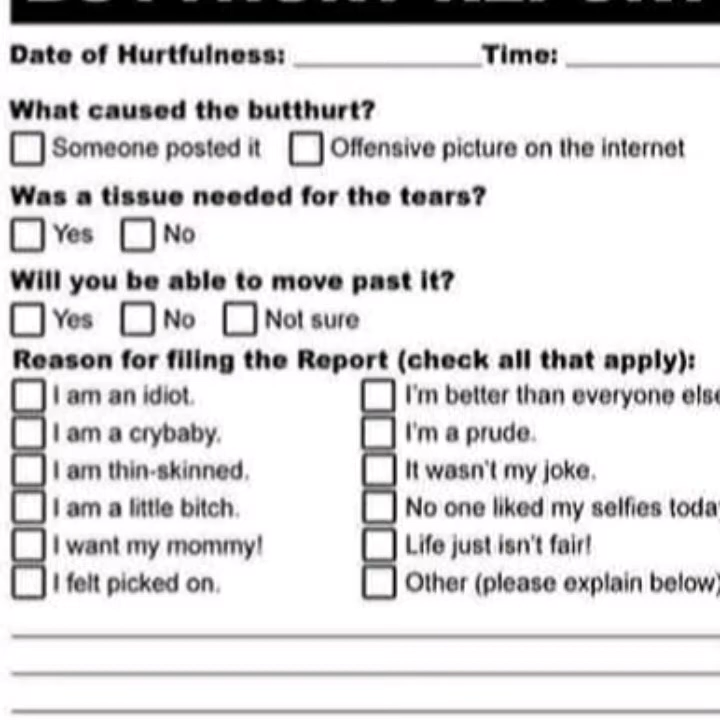 BUTTHURT REPORT
Date of Hurtfulness: Time:
What caused the butthurt?
Someone posted it Offensive picture on the internet
Was a tissue needed for the tears?
Yes No
Will you be able to move past it?
Yes No Not sure
Reason for filing the Report (check all that apply):
I am an idiot. I'm better than everyone else
I am a crybaby. I'm a prude.
I am thin-skinned. It wasn't my joke.
I am a little bitch. No one liked my selfies
I want my mommy! Life just isn't fair!
I felt picked on. Other (please explain below)